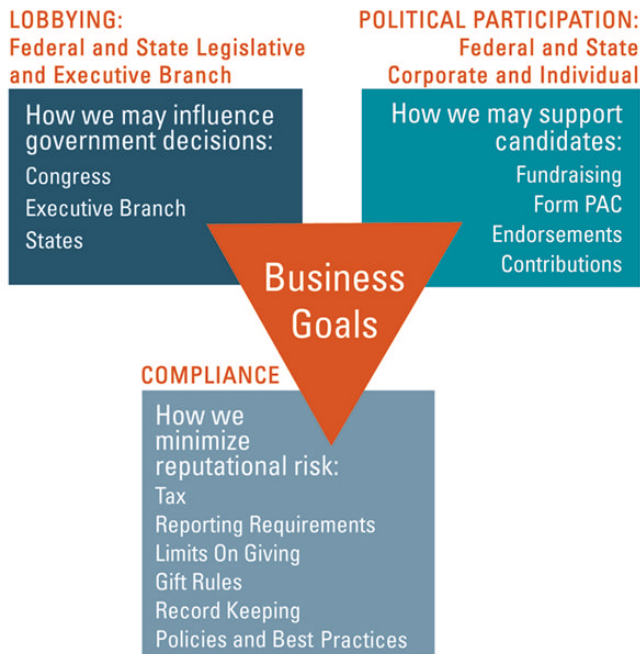 LOBBYING:
Federal and State Legislative
and Executive Branch
How we may influence
government decisions:
Congress
Executive Branch
States
POLITICAL PARTICIPATION:
Federal and State
Corporate and Individual
How we may support
candidates:
Fundraising
Form PAC
Endorsements
Contributions
Business
Goals
COMPLIANCE
How we
minimize
reputational risk:
Tax
Reporting Requirements
Limits On Giving
Gift Rules
Record Keeping
Policies and Best Practices